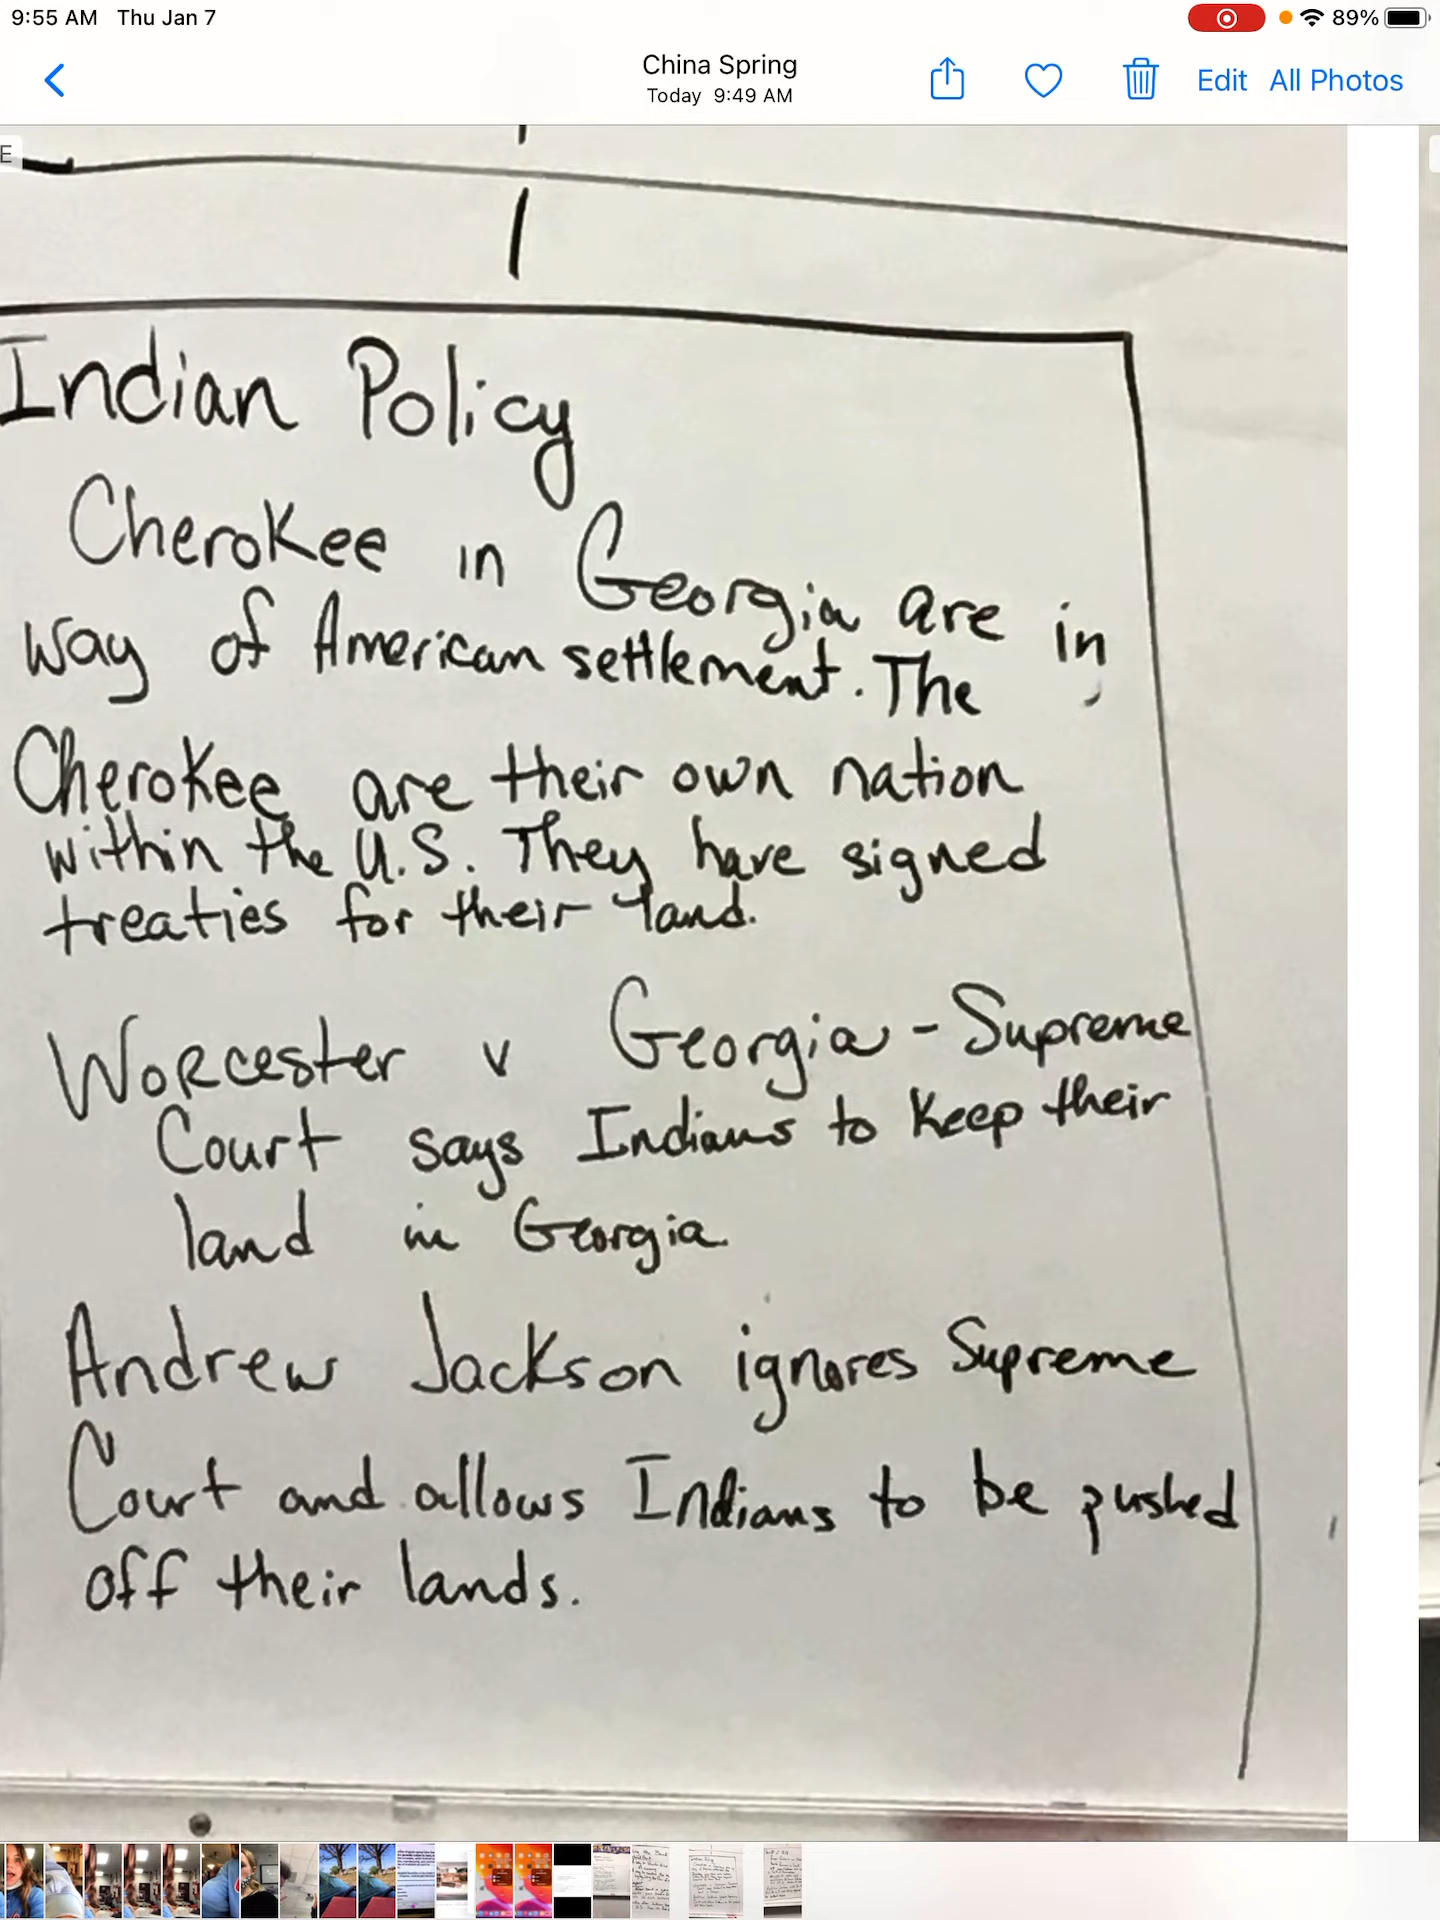 9:55 AM Thu Jan 7
89%
China Spring
Today 9:49 AM
Edit All Photos
E
Indian Policy
Cherokee in Georgia are in
way of American settlement. The
Cherokee are their own nation
within the U.S. They have signed
treaties for their land.
Worcester v Georgia - Supreme
Court says Indians to keep their
land in Georgia.
Andrew Jackson ignores Supreme
Court and allows Indians to be pushed
off their lands.